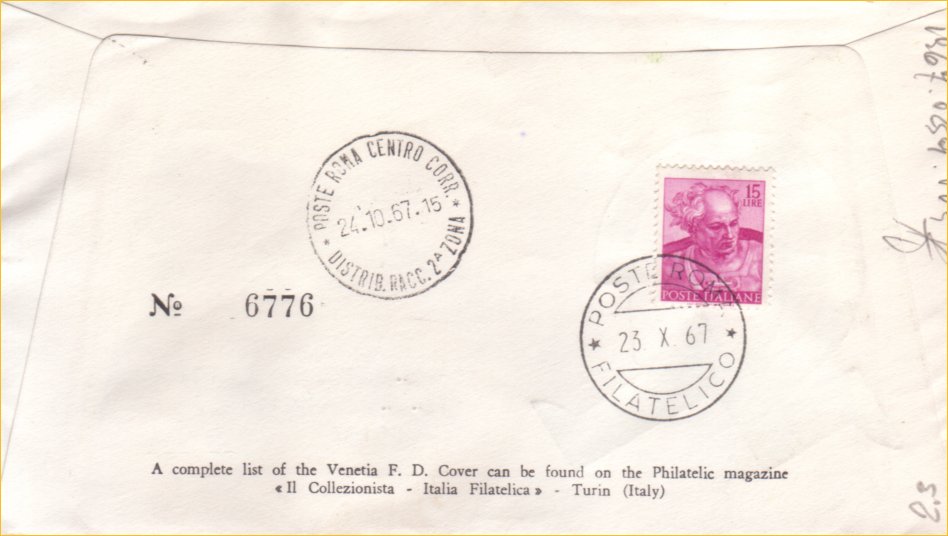 POSTE ROMA CENTRO CORR.
24.10.67.15
* DISTRIB. RACC. 2ª ZONA *
15
LIRE
POSTE ITALIANE
POSTE ROMA
23 X 67
★ FILATELICO ★
№ 6776
A complete list of the Venetia F. D. Cover can be found on the Philatelic magazine
« Il Collezionista - Italia Filatelica » - Turin (Italy)
2.5